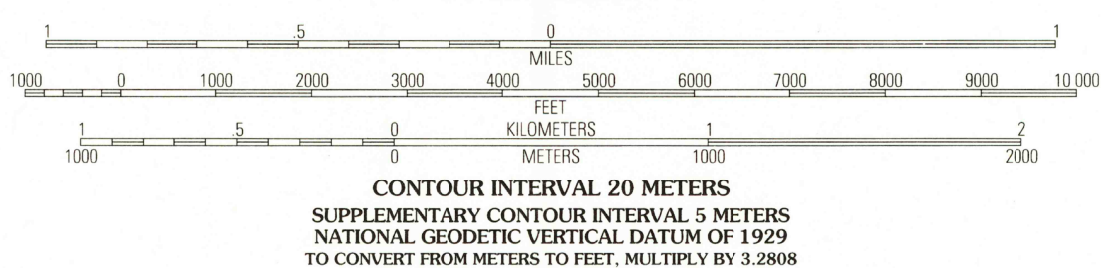 1 .5 0 1
MILES
1000 0 1000 2000 3000 4000 5000 6000 7000 8000 9000 10 000
FEET
1 .5 0 KILOMETERS 1 2
1000 0 METERS 1000 2000
CONTOUR INTERVAL 20 METERS
SUPPLEMENTARY CONTOUR INTERVAL 5 METERS
NATIONAL GEODETIC VERTICAL DATUM OF 1929
TO CONVERT FROM METERS TO FEET, MULTIPLY BY 3.2808